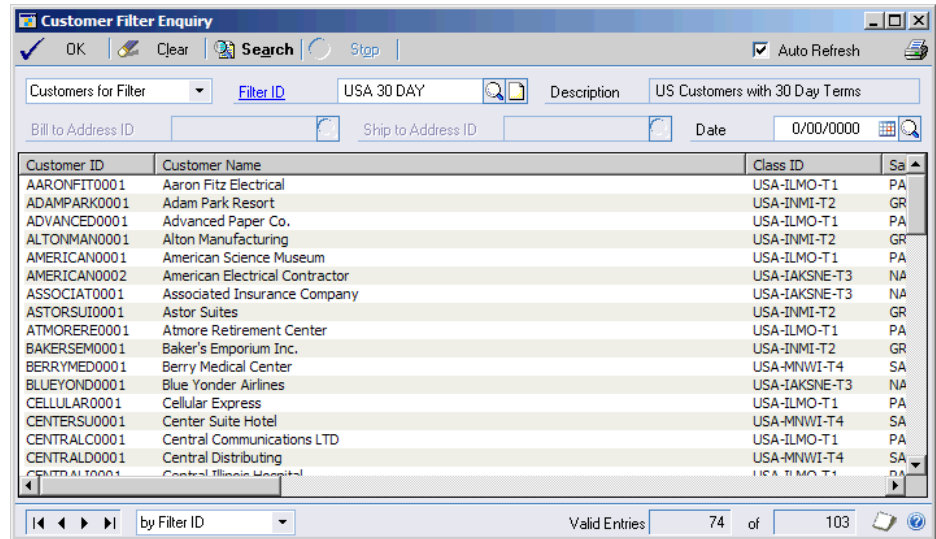 Customer Filter Enquiry
OK Clear Search Stop Auto Refresh
Customers for Filter Filter ID USA 30 DAY Description US Customers with 30 Day Terms
Bill to Address ID Ship to Address ID Date 0/00/0000
Customer ID Customer Name Class ID Sa
AARONFIT0001 Aaron Fitz Electrical USA-ILMO-T1 PA
ADAMPARK0001 Adam Park Resort USA-INMI-T2 GR
ADVANCED0001 Advanced Paper Co. USA-ILMO-T1 PA
ALTONMAN0001 Alton Manufacturing USA-INMI-T2 GR
AMERICAN0001 American Science Museum USA-ILMO-T1 PA
AMERICAN0002 American Electrical Contractor USA-IAKSNE-T3 NA
ASSOCIAT0001 Associated Insurance Company USA-IAKSNE-T3 NA
ASTORSUI0001 Astor Suites USA-INMI-T2 GR
ATMORERE0001 Atmore Retirement Center USA-ILMO-T1 PA
BAKERSEM0001 Baker's Emporium Inc. USA-INMI-T2 GR
BERRYMED0001 Berry Medical Center USA-MNWI-T4 SA
BLUEYOND0001 Blue Yonder Airlines USA-IAKSNE-T3 NA
CELLULAR0001 Cellular Express USA-ILMO-T1 PA
CENTERSU0001 Center Suite Hotel USA-MNWI-T4 SA
CENTRALC0001 Central Communications LTD USA-ILMO-T1 PA
CENTRALD0001 Central Distributing USA-MNWI-T4 SA
CENTRALI0001 Central Illinois Hospital USA-ILMO-T1 PA
by Filter ID Valid Entries 74 of 103